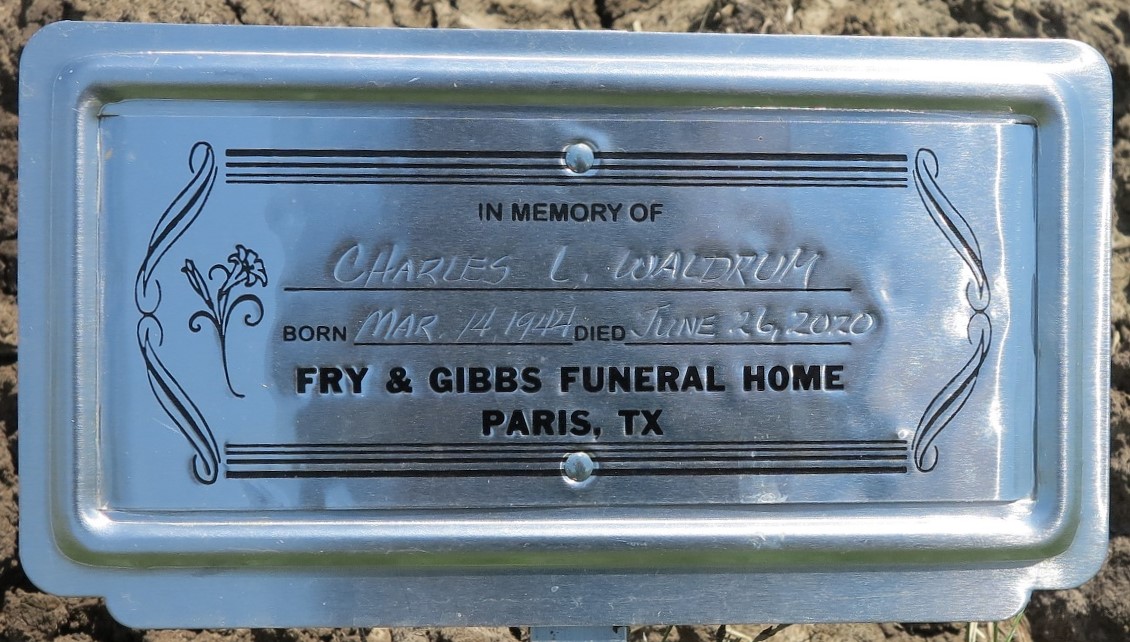 IN MEMORY OF
CHARLES L. WALDRUM
BORN MAR. 14 1944 DIED JUNE 26, 2020
FRY & GIBBS FUNERAL HOME
PARIS, TX